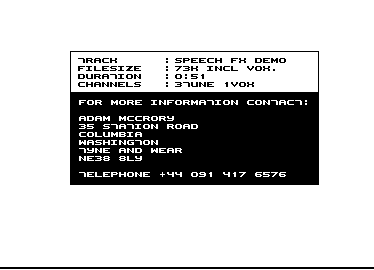 TRACK : SPEECH FX DEMO
FILESIZE : 73K INCL VOX.
DURATION : 0:51
CHANNELS : 3TUNE 1VOX
FOR MORE INFORMATION CONTACT:
ADAM MCCRORY
35 STATION ROAD
COLUMBIA
WASHINGTON
TYNE AND WEAR
NE38 8LY
TELEPHONE +44 091 417 6576